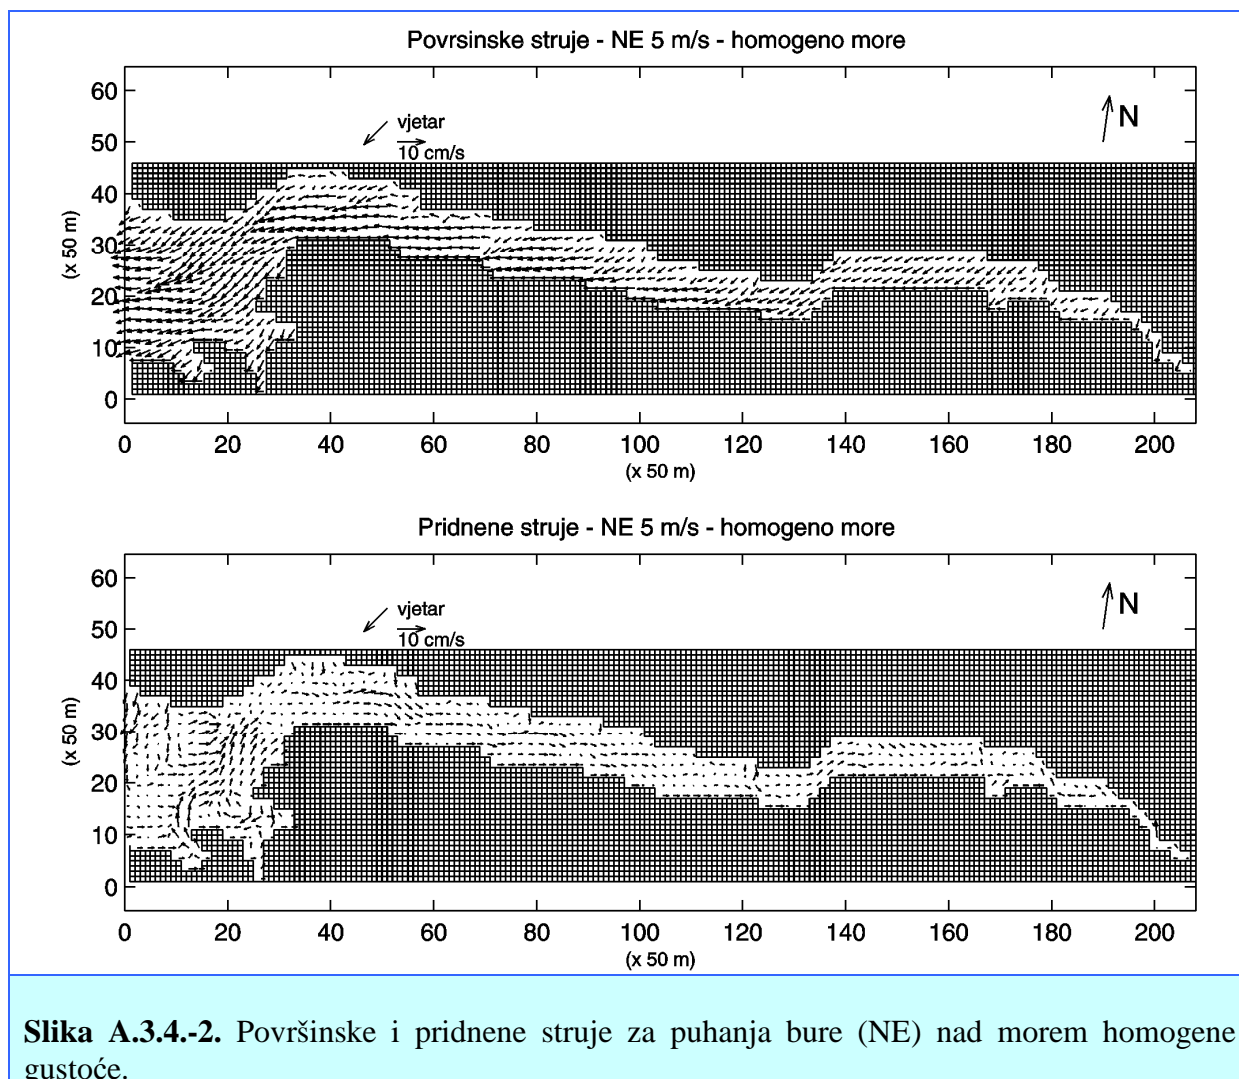 Povrsinske struje - NE 5 m/s - homogeno more
60
50
40
30
20
10
0
(x 50 m)
vjetar
10 cm/s
N
0 20 40 60 80 100 120 140 160 180 200
(x 50 m)
Pridnene struje - NE 5 m/s - homogeno more
60
50
40
30
20
10
0
(x 50 m)
vjetar
10 cm/s
N
0 20 40 60 80 100 120 140 160 180 200
(x 50 m)
Slika A.3.4.-2. Površinske i pridnene struje za puhanja bure (NE) nad morem homogene
gustoće.